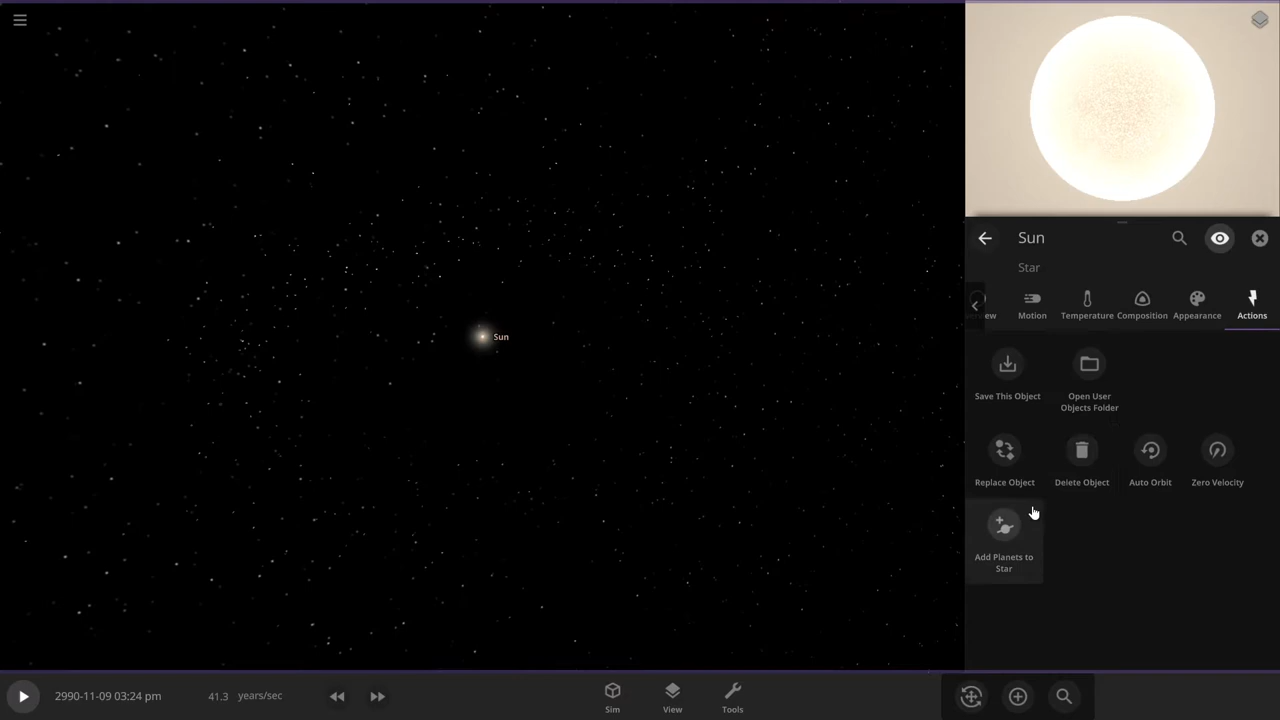 Sun
Sun
Star
Motion
Temperature
Composition
Appearance
Actions
Save This Object
Open User
Objects Folder
Replace Object
Delete Object
Auto Orbit
Zero Velocity
Add Planets to
Star
2990-11-09 03:24 pm
41.3 years/sec
Sim
View
Tools